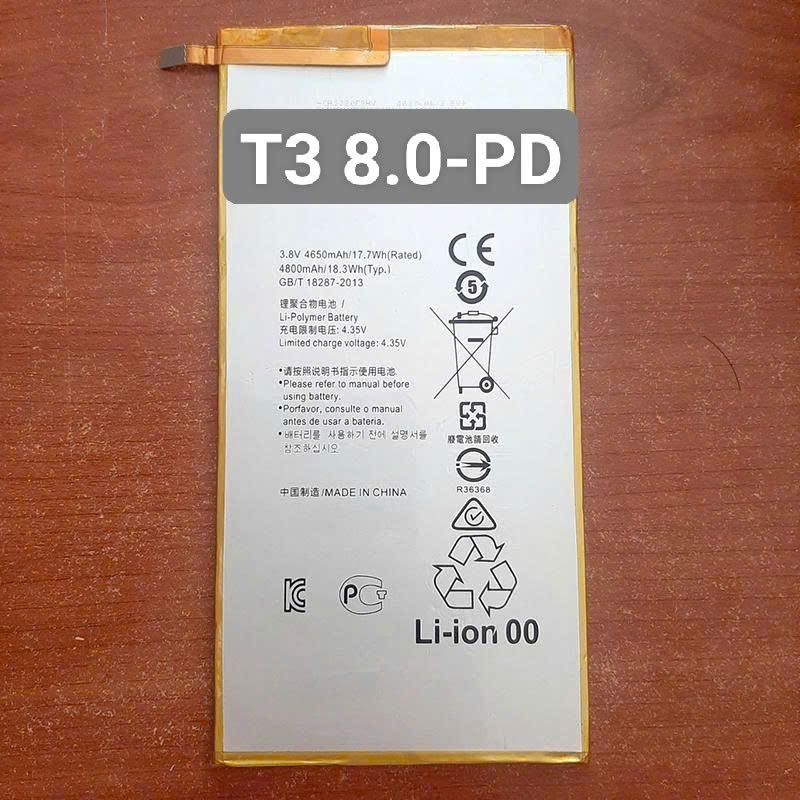 T3 8.0-PD
3.8V 4650mAh/17.7Wh(Rated)
4800mAh/18.3Wh(Typ.)
GB/T 18287-2013
锂聚合物电池 /
Li-Polymer Battery
充电限制电压: 4.35V
Limited charge voltage: 4.35V
•请按照说明书指示使用电池.
•Please refer to manual before
using battery.
•Porfavor, consulte o manual
antes de usar a bateria.
•배터리를 사용하기 전에 설명서를
참조하십시오
中国制造/MADE IN CHINA
CE
5
廢電池請回收
R36368
Li-ion 00